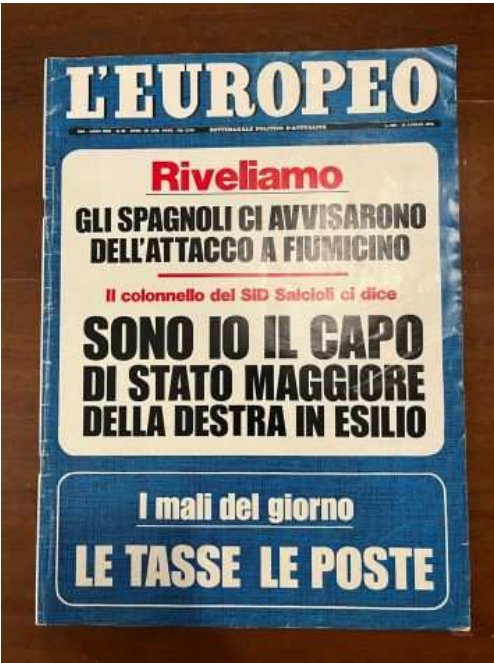 L'EUROPEO
SETTIMANALE POLITICO D'ATTUALITÀ
Riveliamo
GLI SPAGNOLI CI AVVISARONO
DELL'ATTACCO A FIUMICINO
Il colonnello del SID Salcioli ci dice
SONO IO IL CAPO
DI STATO MAGGIORE
DELLA DESTRA IN ESILIO
I mali del giorno
LE TASSE LE POSTE